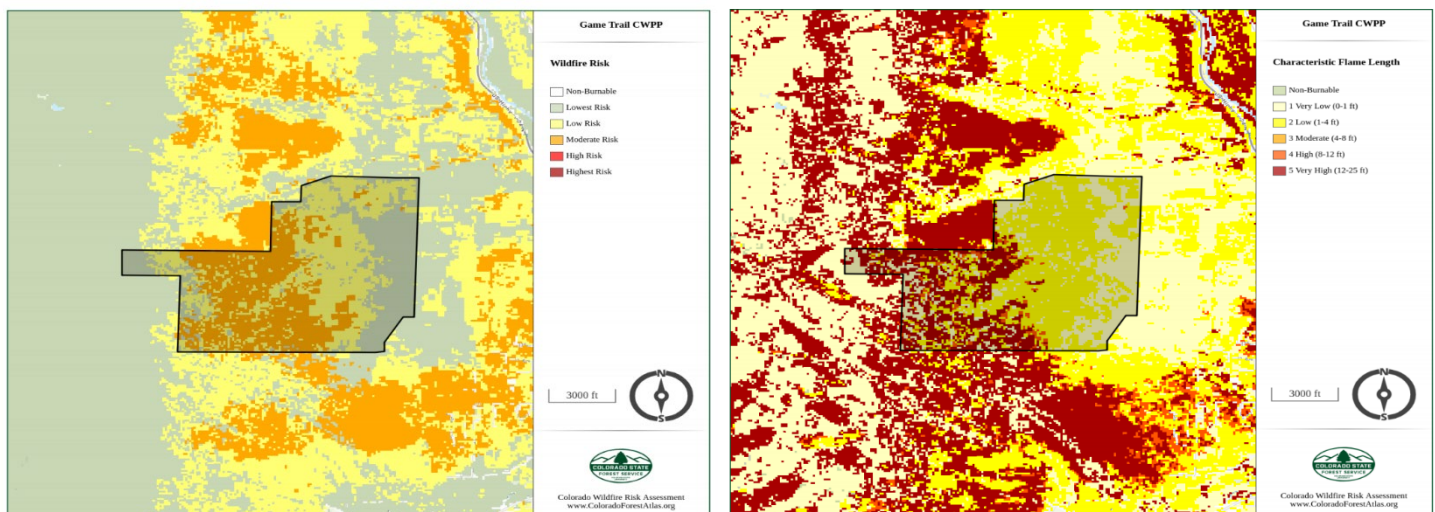 Game Trail CWPP
Wildfire Risk
Non-Burnable
Lowest Risk
Low Risk
Moderate Risk
High Risk
Highest Risk
3000 ft
N
S
COLORADO STATE
FOREST SERVICE
Colorado Wildfire Risk Assessment
www.ColoradoForestAtlas.org
Game Trail CWPP
Characteristic Flame Length
Non-Burnable
1 Very Low (0-1 ft)
2 Low (1-4 ft)
3 Moderate (4-8 ft)
4 High (8-12 ft)
5 Very High (12-25 ft)
3000 ft
N
S
COLORADO STATE
FOREST SERVICE
Colorado Wildfire Risk Assessment
www.ColoradoForestAtlas.org